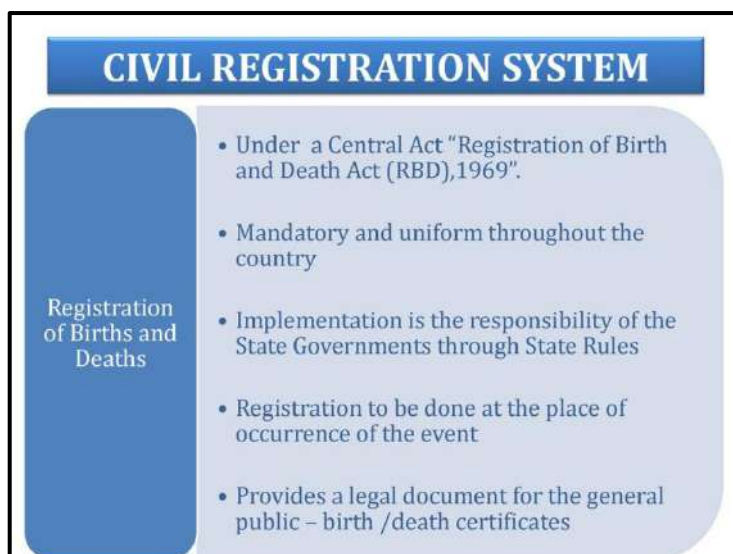 CIVIL REGISTRATION SYSTEM
Registration
of Births and
Deaths
• Under a Central Act “Registration of Birth
and Death Act (RBD),1969”.
• Mandatory and uniform throughout the
country
• Implementation is the responsibility of the
State Governments through State Rules
• Registration to be done at the place of
occurrence of the event
• Provides a legal document for the general
public – birth /death certificates